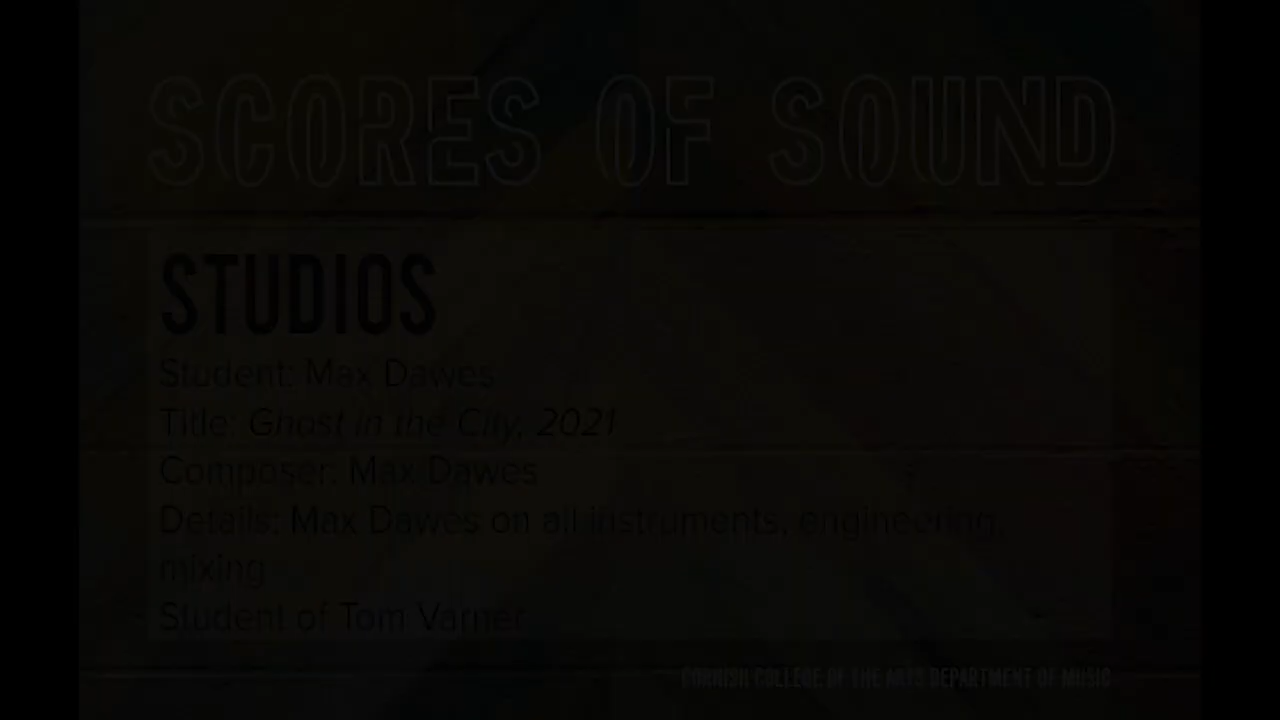 SCORES OF SOUND
STUDIOS
Student: Max Dawes
Title: Ghost in the City, 2021
Composer: Max Dawes
Details: Max Dawes on all instruments, engineering,
mixing
Student of Tom Varner
CORNISH COLLEGE OF THE ARTS DEPARTMENT OF MUSIC